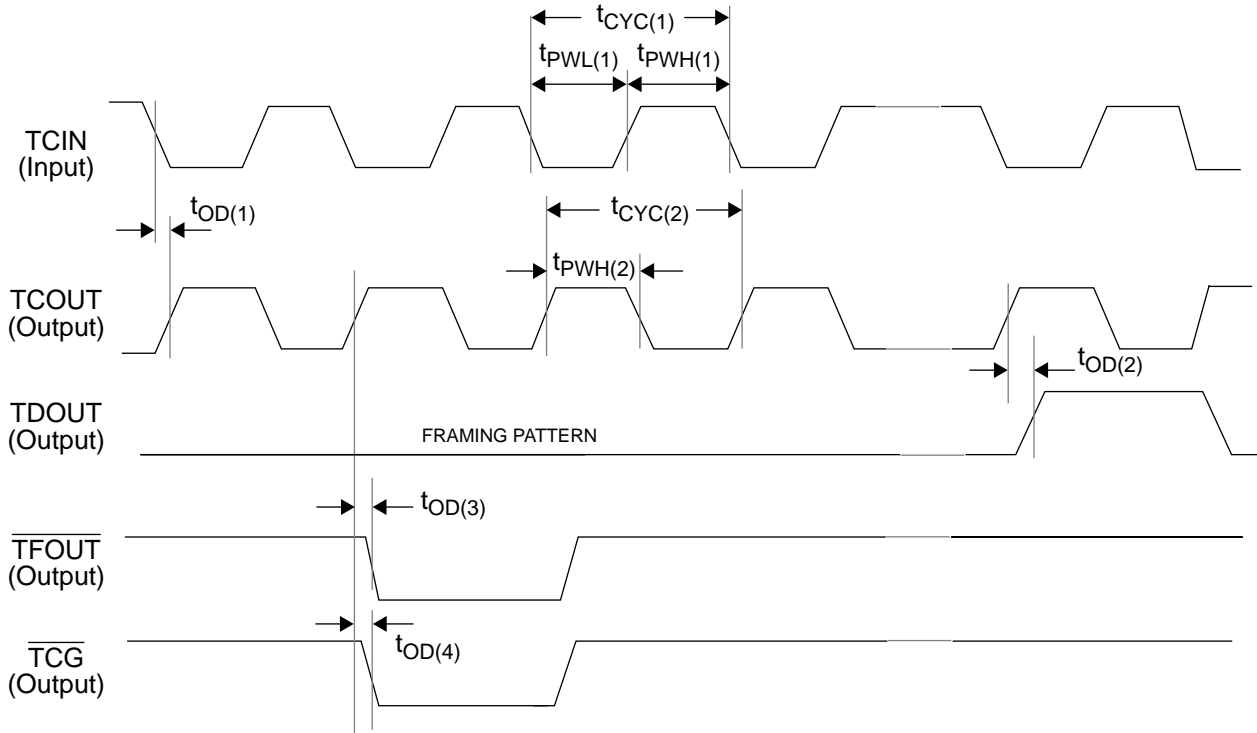 tCYC(1)
tPWL(1) tPWH(1)
TCIN
(Input)
tOD(1)
tCYC(2)
tPWH(2)
TCOUT
(Output)
tOD(2)
TDOUT
(Output)
FRAMING PATTERN
tOD(3)
TFOUT
(Output)
tOD(4)
TCG
(Output)